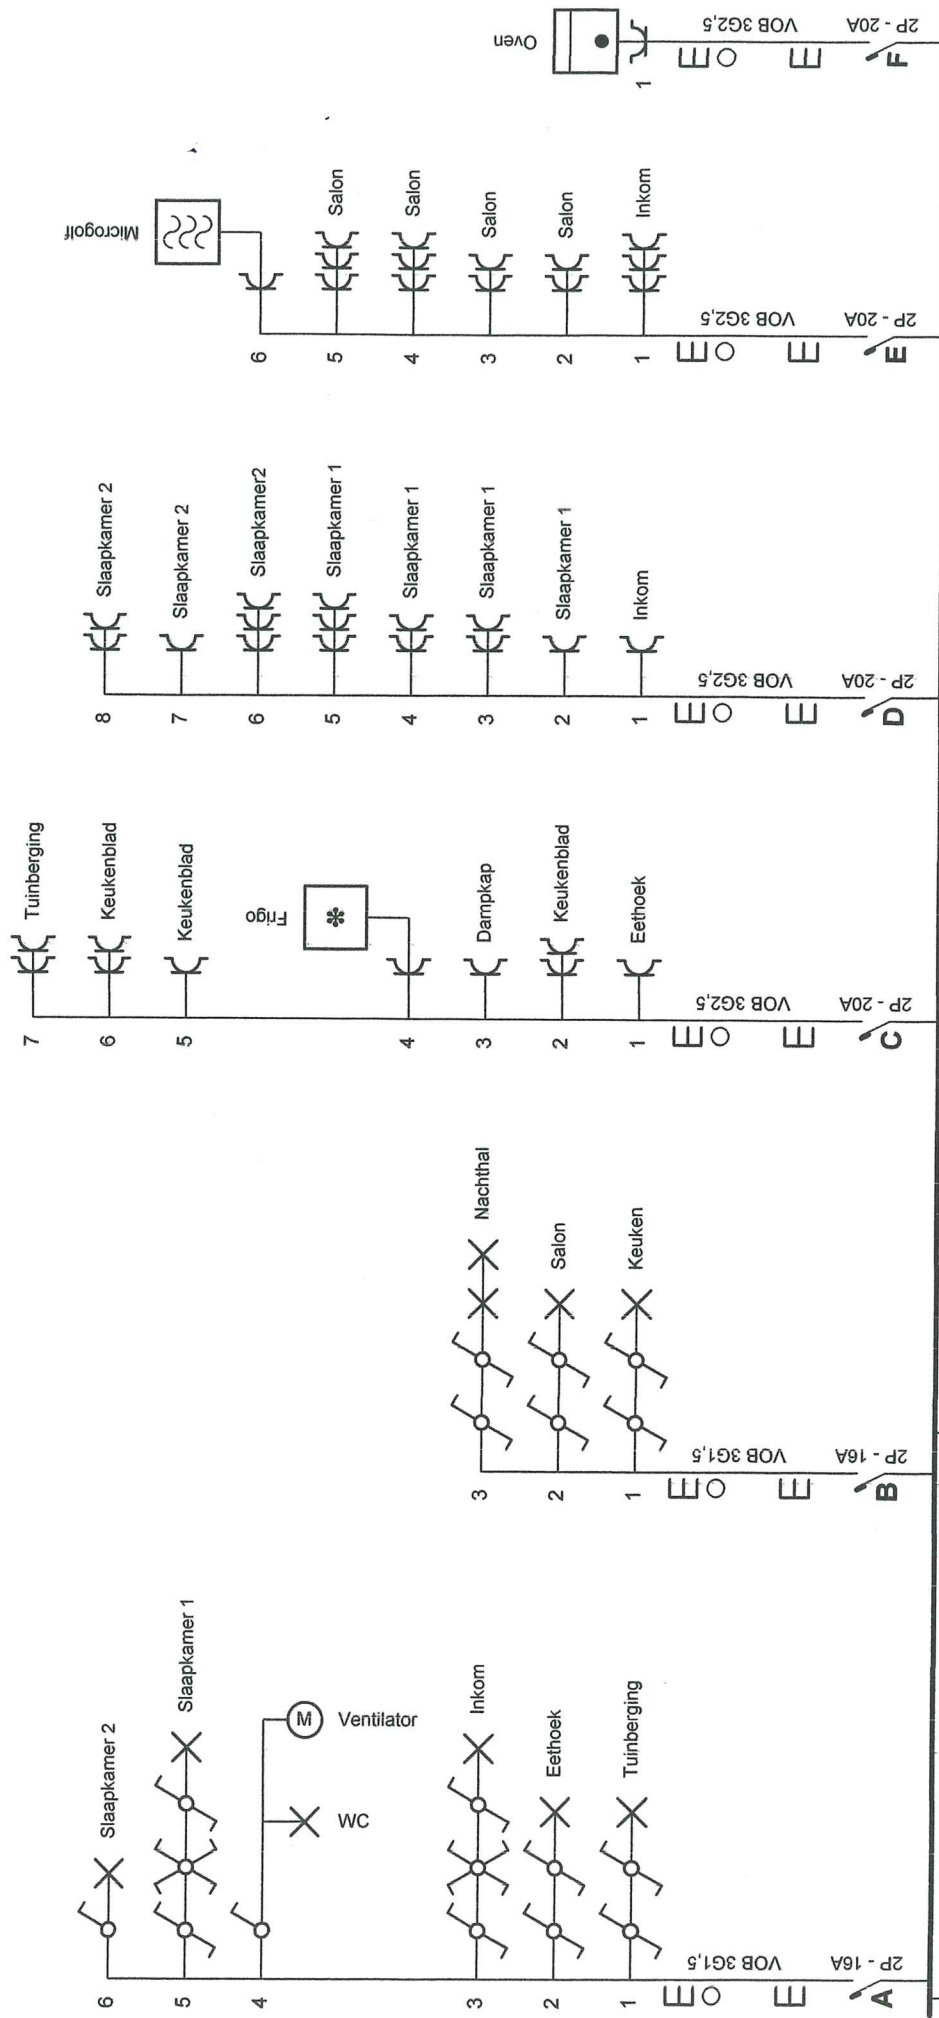 Oven
1
VOB 3G2,5
2P - 20A
F
Microgolf
6
5 Salon
4 Salon
3 Salon
2 Salon
1 Inkom
VOB 3G2,5
2P - 20A
E
8 Slaapkamer 2
7 Slaapkamer 2
6 Slaapkamer2
5 Slaapkamer 1
4 Slaapkamer 1
3 Slaapkamer 1
2 Slaapkamer 1
1 Inkom
VOB 3G2,5
2P - 20A
D
7 Tuinberging
6 Keukenblad
5 Keukenblad
Frigo
4
3 Dampkap
2 Keukenblad
1 Eethoek
VOB 3G2,5
2P - 20A
C
3 Nachthal
2 Salon
1 Keuken
VOB 3G1,5
2P - 16A
B
6 Slaapkamer 2
5 Slaapkamer 1
4
M Ventilator
WC
3 Inkom
2 Eethoek
1 Tuinberging
VOB 3G1,5
2P - 16A
A